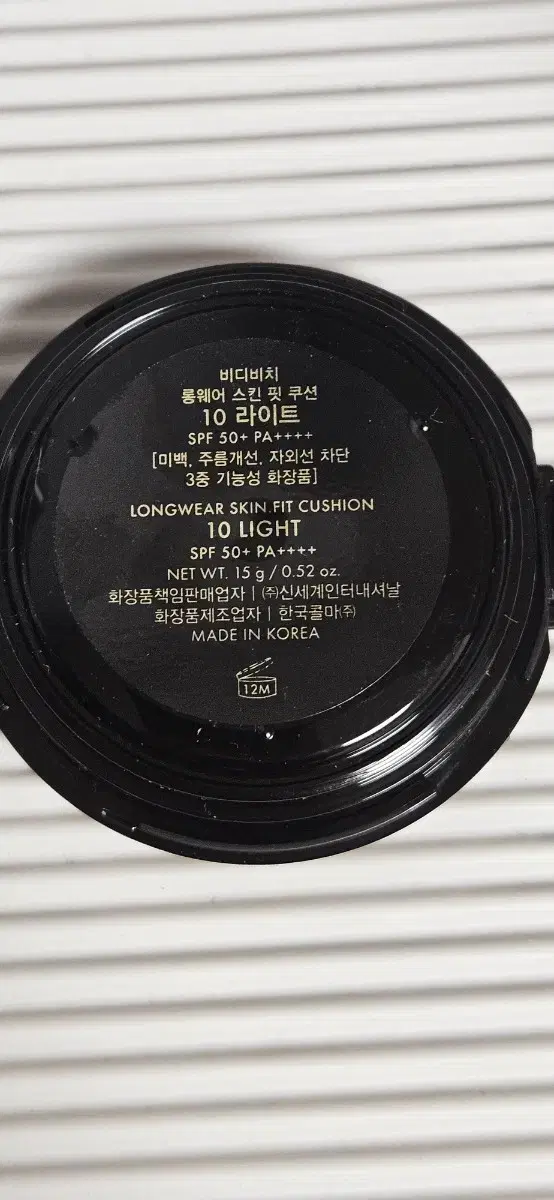 비디비치
롱웨어 스킨 핏 쿠션
10 라이트
SPF 50+ PA++++
[미백, 주름개선, 자외선 차단
3중 기능성 화장품]
LONGWEAR SKIN FIT CUSHION
10 LIGHT
SPF 50+ PA++++
NET WT. 15 g / 0.52 oz.
화장품책임판매업자 | ㈜신세계인터내셔날
화장품제조업자 | 한국콜마㈜
MADE IN KOREA
12M